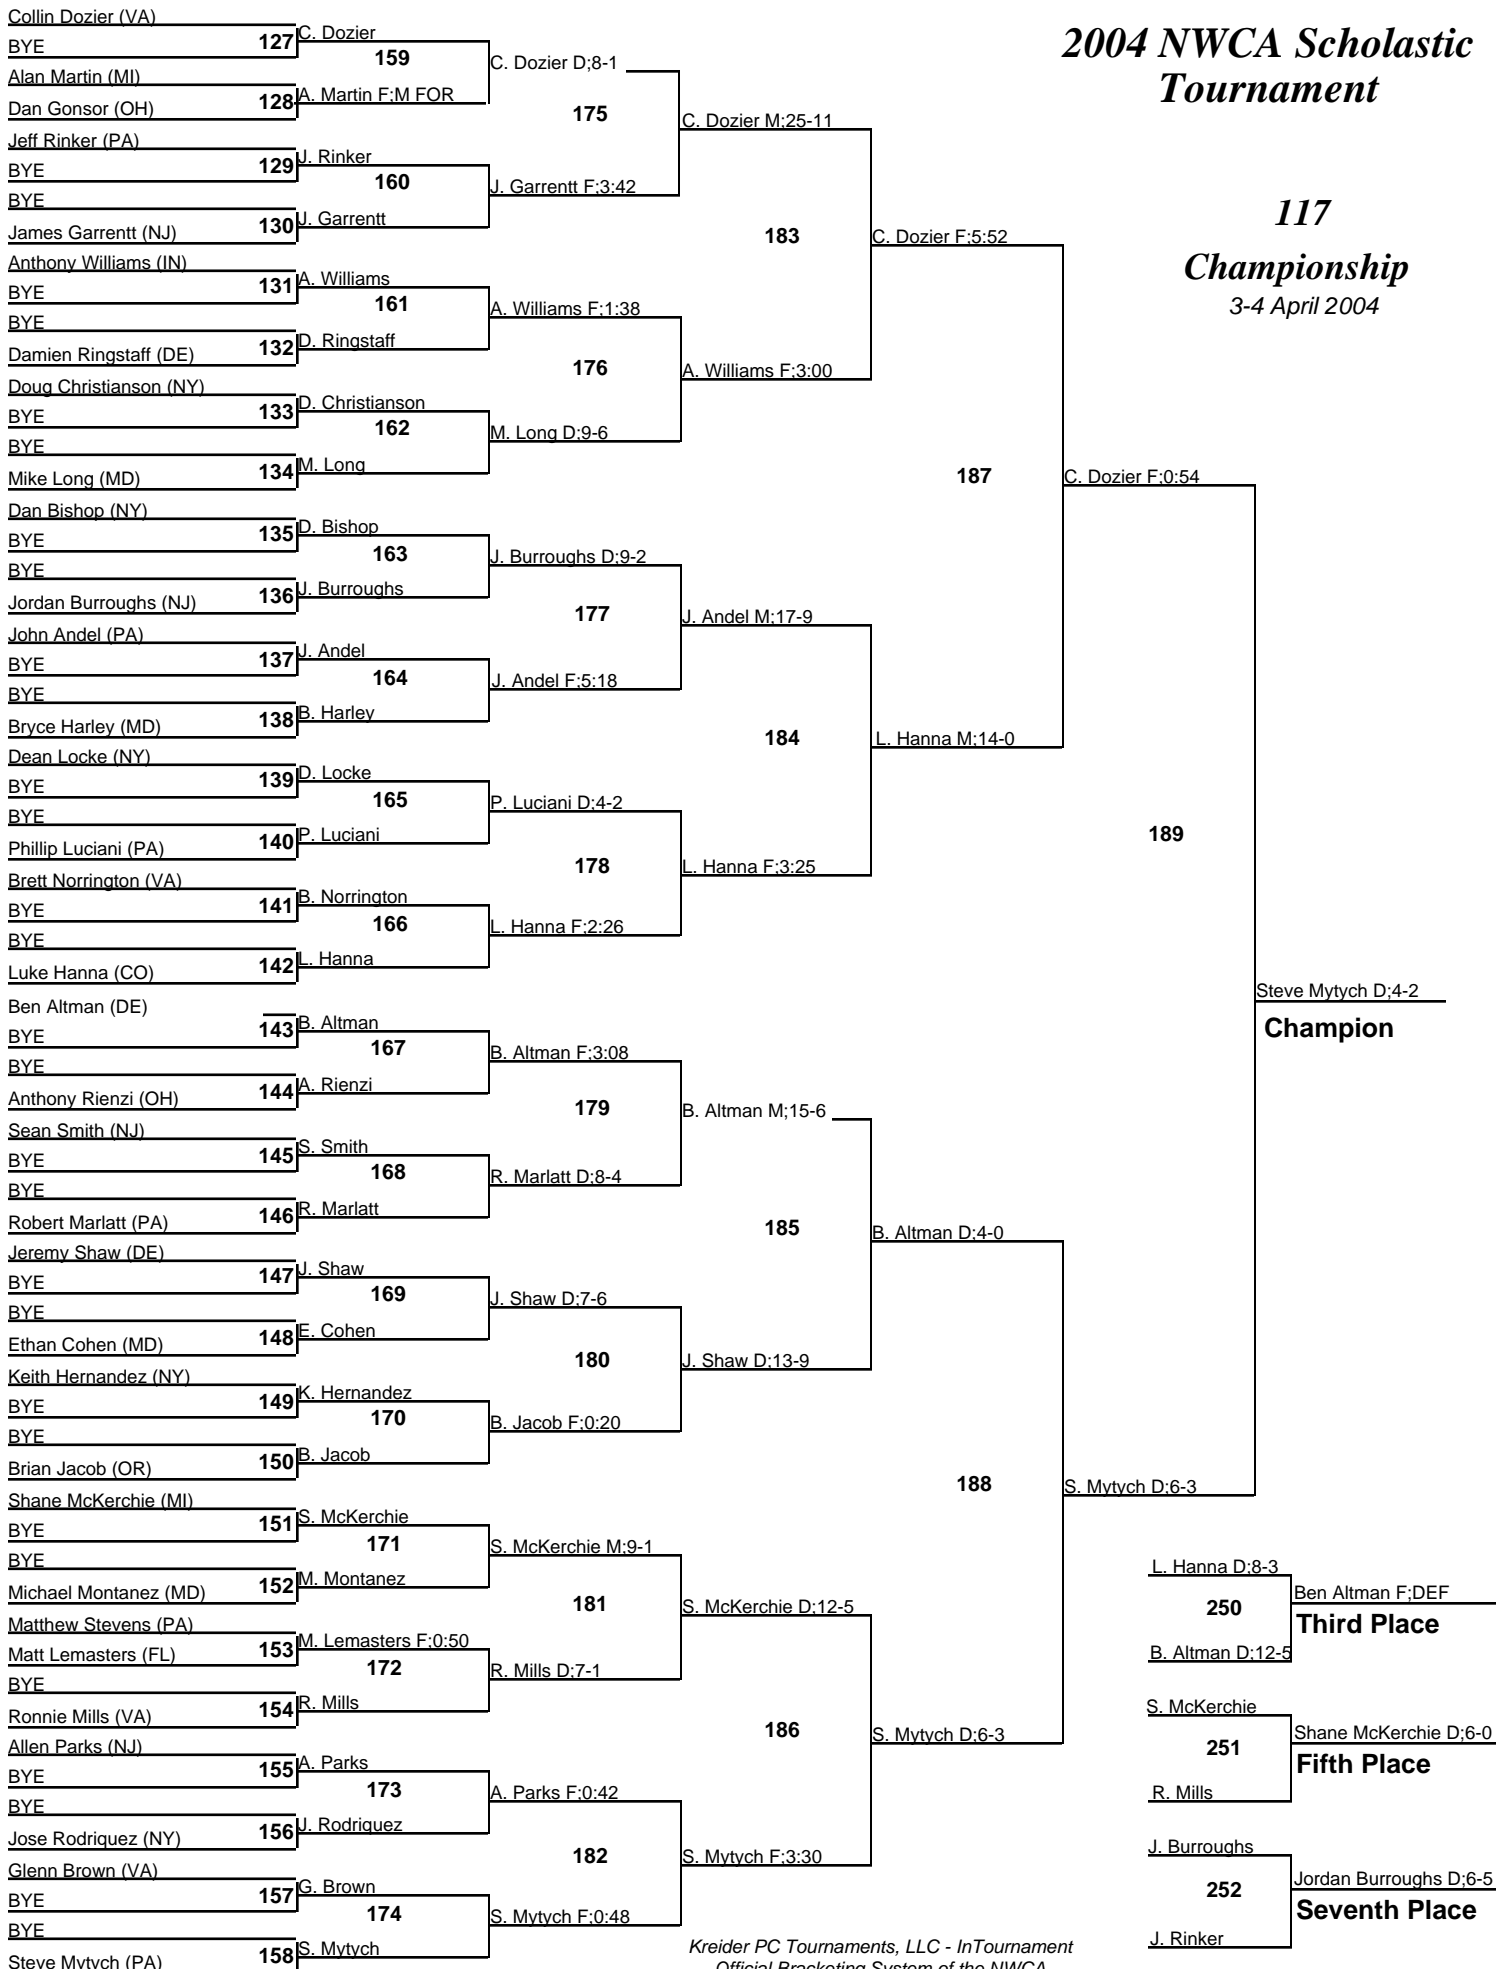 2004 NWCA Scholastic
Tournament
117
Championship
3-4 April 2004
Collin Dozier (VA)
BYE
127
Alan Martin (MI)
Dan Gonsor (OH)
128
Jeff Rinker (PA)
BYE
129
BYE
James Garrentt (NJ)
130
Anthony Williams (IN)
BYE
131
BYE
Damien Ringstaff (DE)
132
Doug Christianson (NY)
BYE
133
BYE
Mike Long (MD)
134
Dan Bishop (NY)
BYE
135
BYE
Jordan Burroughs (NJ)
136
John Andel (PA)
BYE
137
BYE
Bryce Harley (MD)
138
Dean Locke (NY)
BYE
139
BYE
Phillip Luciani (PA)
140
Brett Norrington (VA)
BYE
141
BYE
Luke Hanna (CO)
142
Ben Altman (DE)
BYE
143
BYE
Anthony Rienzi (OH)
144
Sean Smith (NJ)
BYE
145
BYE
Robert Marlatt (PA)
146
Jeremy Shaw (DE)
BYE
147
BYE
Ethan Cohen (MD)
148
Keith Hernandez (NY)
BYE
149
BYE
Brian Jacob (OR)
150
Shane McKerchie (MI)
BYE
151
BYE
Michael Montanez (MD)
152
Matthew Stevens (PA)
Matt Lemasters (FL)
153
BYE
Ronnie Mills (VA)
154
Allen Parks (NJ)
BYE
155
BYE
Jose Rodriquez (NY)
156
Glenn Brown (VA)
BYE
157
BYE
Steve Mytych (PA)
158
C. Dozier
159
A. Martin F;M FOR
J. Rinker
160
J. Garrentt
A. Williams
161
D. Ringstaff
D. Christianson
162
M. Long
D. Bishop
163
J. Burroughs
J. Andel
164
B. Harley
D. Locke
165
P. Luciani
B. Norrington
166
L. Hanna
B. Altman
167
A. Rienzi
S. Smith
168
R. Marlatt
J. Shaw
169
E. Cohen
K. Hernandez
170
B. Jacob
S. McKerchie
171
M. Montanez
M. Lemasters F;0:50
172
R. Mills
A. Parks
173
J. Rodriquez
G. Brown
174
S. Mytych
C. Dozier D;8-1
175
J. Garrentt F;3:42
A. Williams F;1:38
176
M. Long D;9-6
J. Burroughs D;9-2
177
J. Andel F;5:18
P. Luciani D;4-2
178
L. Hanna F;2:26
B. Altman F;3:08
179
R. Marlatt D;8-4
J. Shaw D;7-6
180
B. Jacob F;0:20
S. McKerchie M;9-1
181
R. Mills D;7-1
A. Parks F;0:42
182
S. Mytych F;0:48
C. Dozier M;25-11
183
A. Williams F;3:00
J. Andel M;17-9
184
L. Hanna F;3:25
B. Altman M;15-6
185
J. Shaw D;13-9
S. McKerchie D;12-5
186
S. Mytych F;3:30
C. Dozier F;5:52
187
L. Hanna M;14-0
B. Altman D;4-0
188
S. Mytych D;6-3
C. Dozier F;0:54
189
S. Mytych D;6-3
Steve Mytych D;4-2
Champion
L. Hanna D;8-3
250
B. Altman D;12-5
Ben Altman F;DEF
Third Place
S. McKerchie
251
R. Mills
Shane McKerchie D;6-0
Fifth Place
J. Burroughs
252
J. Rinker
Jordan Burroughs D;6-5
Seventh Place
Kreider PC Tournaments, LLC - InTournament
Official Bracketing System of the NWCA